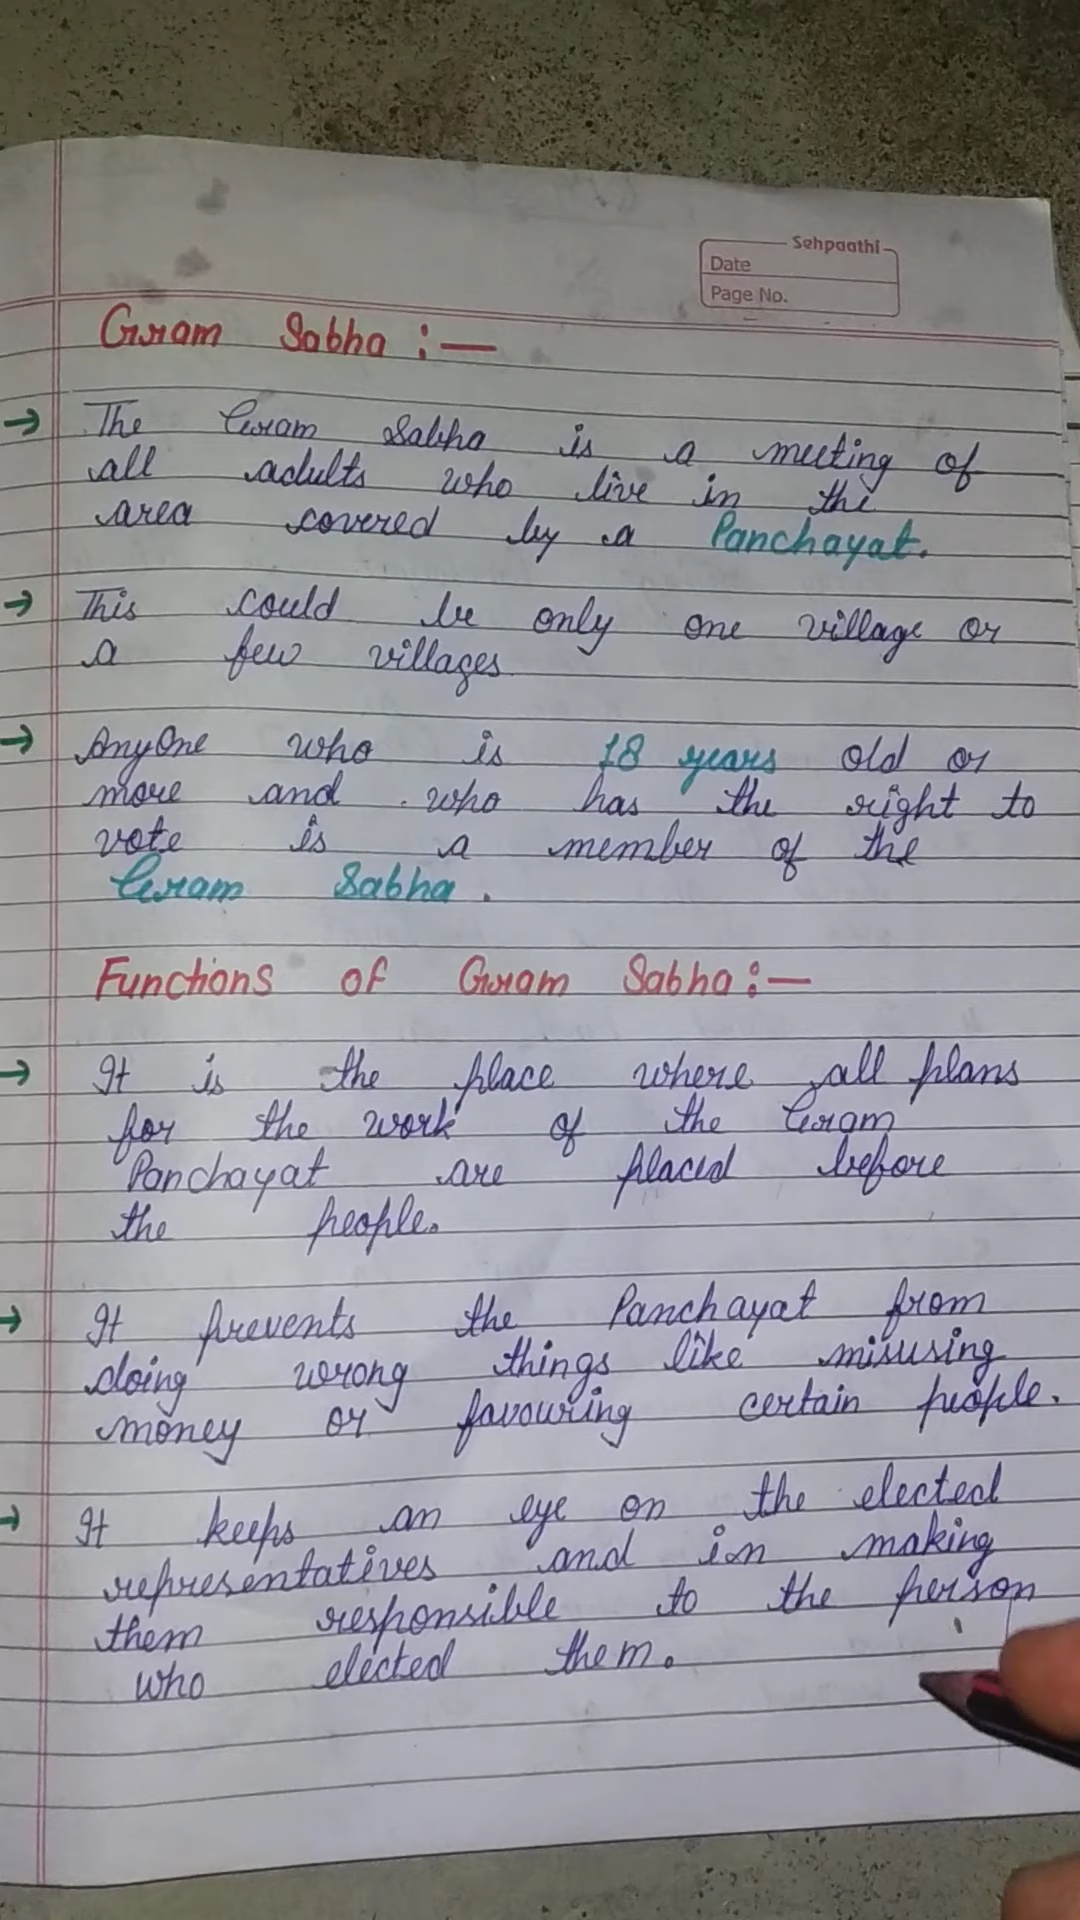 Sehpaathi
Date
Page No.
Gram Sabha :—
→ The Gram Sabha is a meeting of
all adults who live in the
area covered by a Panchayat.
→ This could be only one village or
a few villages
→ AnyOne who is 18 years old or
more and who has the right to
vote is a member of the
Gram Sabha.
Functions of Gram Sabha :—
→ It is the place where all plans
for the work of the Gram
Panchayat are placed before
the people.
→ It prevents the Panchayat from
doing wrong things like misusing
money or favouring certain people.
→ It keeps an eye on the elected
representatives and in making
them responsible to the person
who elected them.